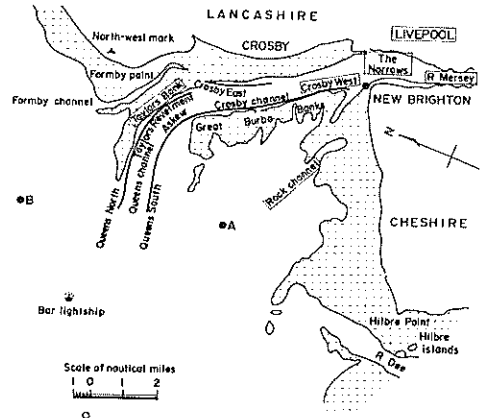 LANCASHIRE
North-west mark
CROSBY
LIVERPOOL
Formby point
The
Narrows
R Mersey
Formby channel
Taylors Bank
Taylors Revetment
Crosby East
Crosby channel
Crosby West
NEW BRIGHTON
Askew
Great
Burbo
Banks
N
Queens North
Queens channel
Queens South
Rock channel
B
A
CHESHIRE
Bar lightship
Hilbre Point
Hilbre
islands
R Dee
Scale of nautical miles
1 0 1 2